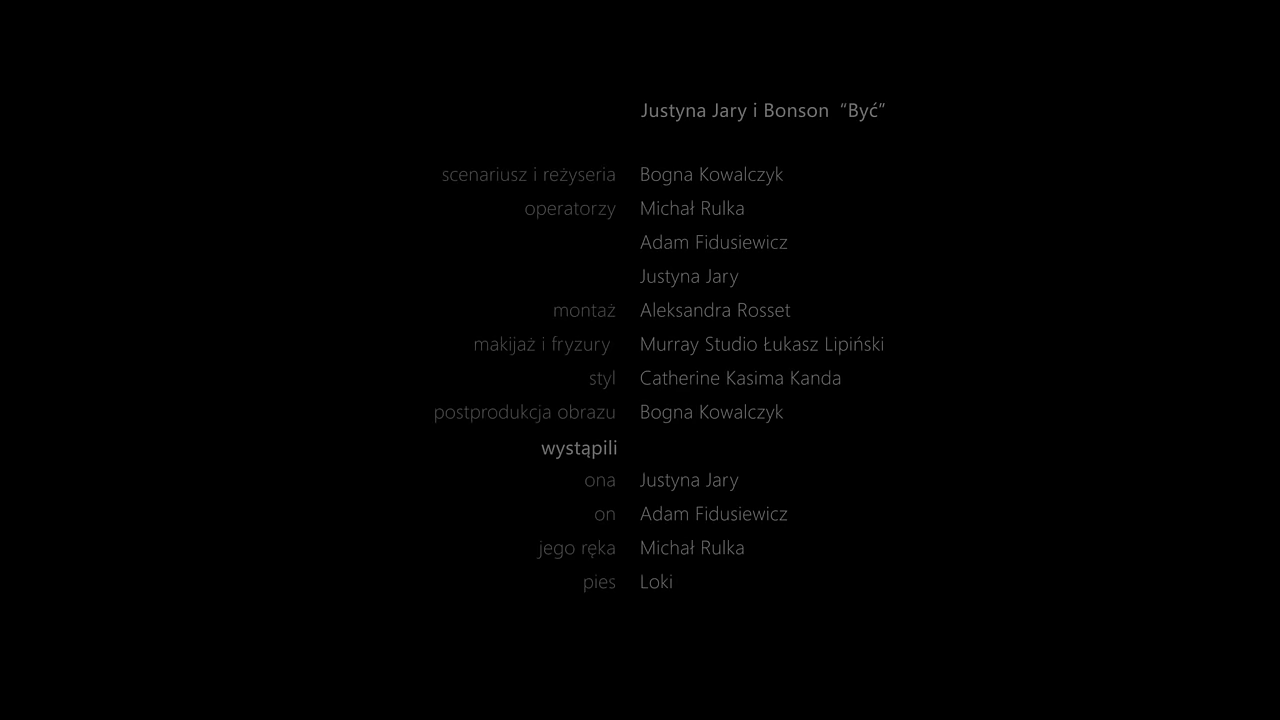 Justyna Jary i Bonson “Być”
scenariusz i reżyseria Bogna Kowalczyk
operatorzy Michał Rulka
Adam Fidusiewicz
Justyna Jary
montaż Aleksandra Rosset
makijaż i fryzury Murray Studio Łukasz Lipiński
styl Catherine Kasima Kanda
postprodukcja obrazu Bogna Kowalczyk
wystąpili
ona Justyna Jary
on Adam Fidusiewicz
jego ręka Michał Rulka
pies Loki